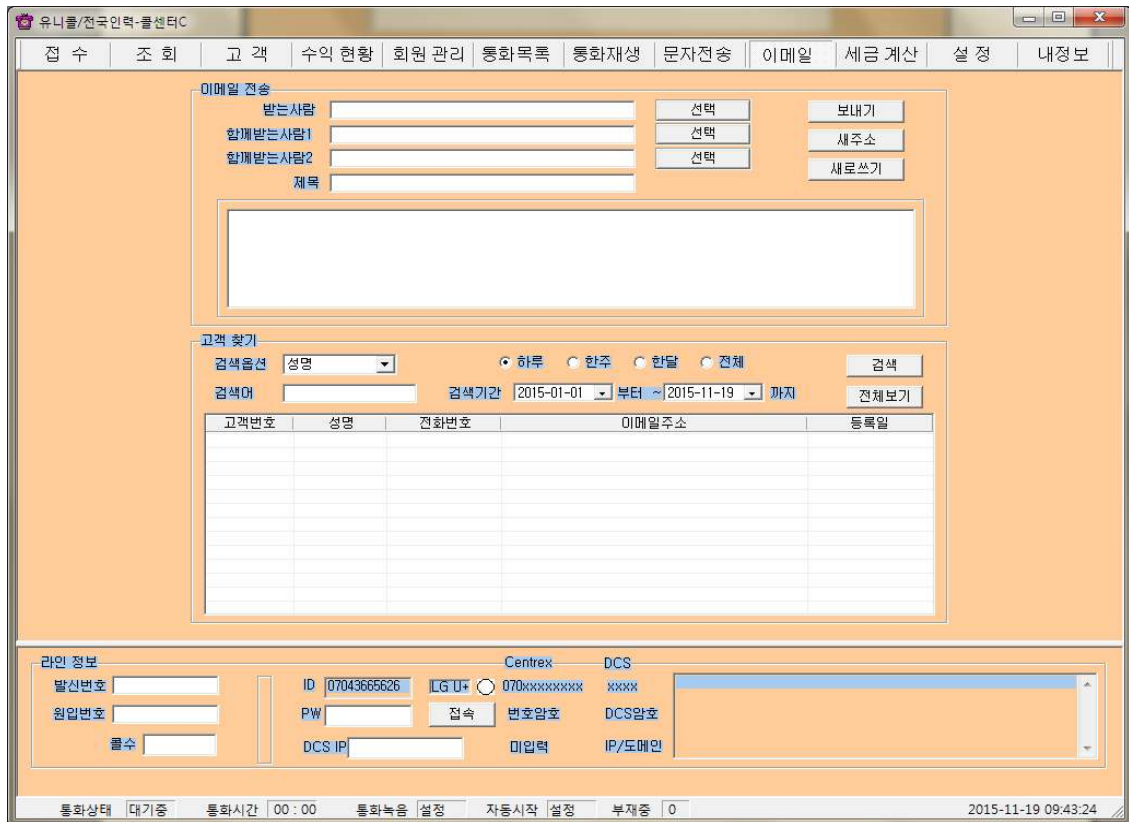 유니콜/전국인력-콜센터C
접 수 조 회 고 객 수익 현황 회원 관리 통화목록 통화재생 문자전송 이메일 세금 계산 설 정 내정보
이메일 전송
받는사람 선택 보내기
함께받는사람1 선택 새주소
함께받는사람2 선택 새로쓰기
제목
고객 찾기
검색옵션 성명 하루 한주 한달 전체 검색
검색어 검색기간 2015-01-01 부터 ~ 2015-11-19 까지 전체보기
고객번호 성명 전화번호 이메일주소 등록일
라인 정보 Centrex DCS
발신번호 ID 07043665626 LG U+ 070xxxxxxxx xxxx
원입번호 PW 접속 번호암호 DCS암호
콜수 DCS IP 미입력 IP/도메인
통화상태 대기중 통화시간 00 : 00 통화녹음 설정 자동시작 설정 부재중 0 2015-11-19 09:43:24